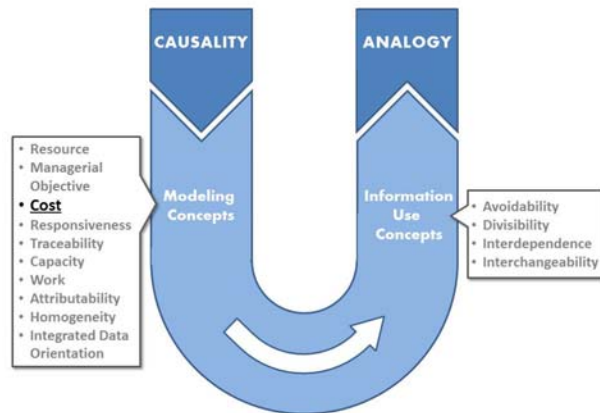 CAUSALITY
ANALOGY
• Resource
• Managerial
Objective
• Cost
• Responsiveness
• Traceability
• Capacity
• Work
• Attributability
• Homogeneity
• Integrated Data
Orientation
Modeling
Concepts
Information
Use
Concepts
• Avoidability
• Divisibility
• Interdependence
• Interchangeability